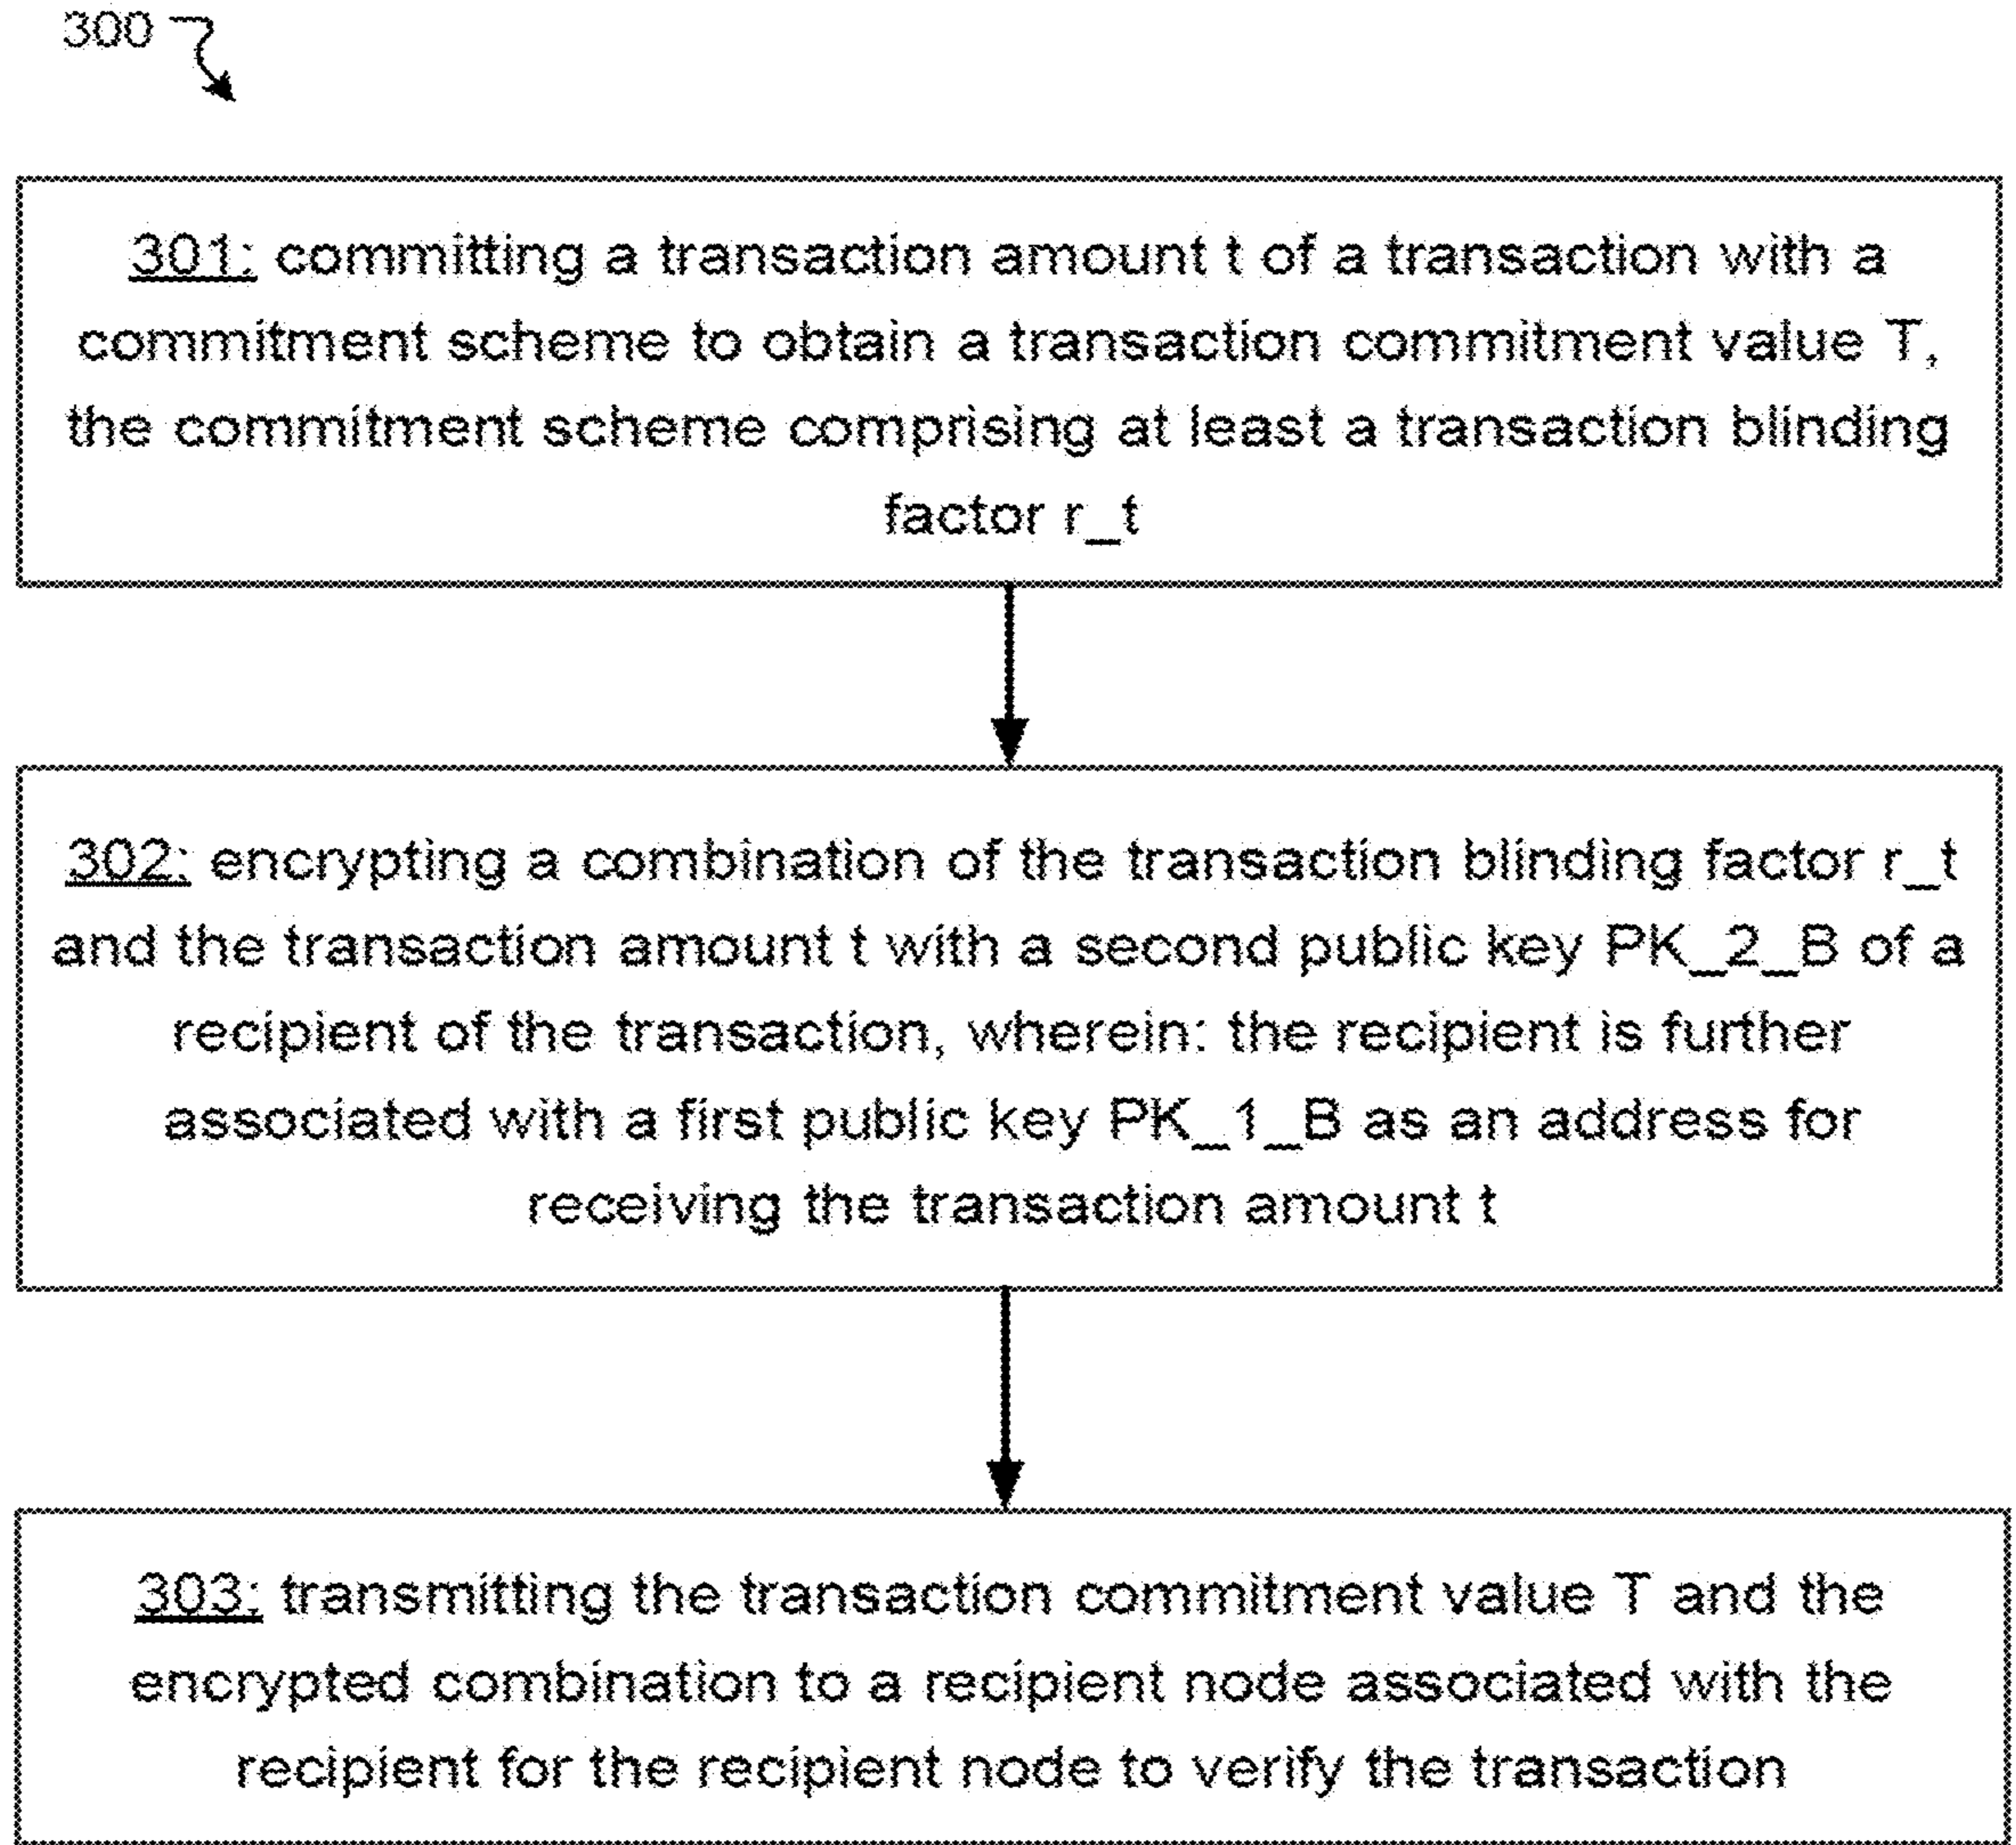 300
301: committing a transaction amount t of a transaction with a
commitment scheme to obtain a transaction commitment value T,
the commitment scheme comprising at least a transaction blinding
factor r_t
302: encrypting a combination of the transaction blinding factor r_t
and the transaction amount t with a second public key PK_2_B of a
recipient of the transaction, wherein: the recipient is further
associated with a first public key PK_1_B as an address for
receiving the transaction amount t
303: transmitting the transaction commitment value T and the
encrypted combination to a recipient node associated with the
recipient for the recipient node to verify the transaction